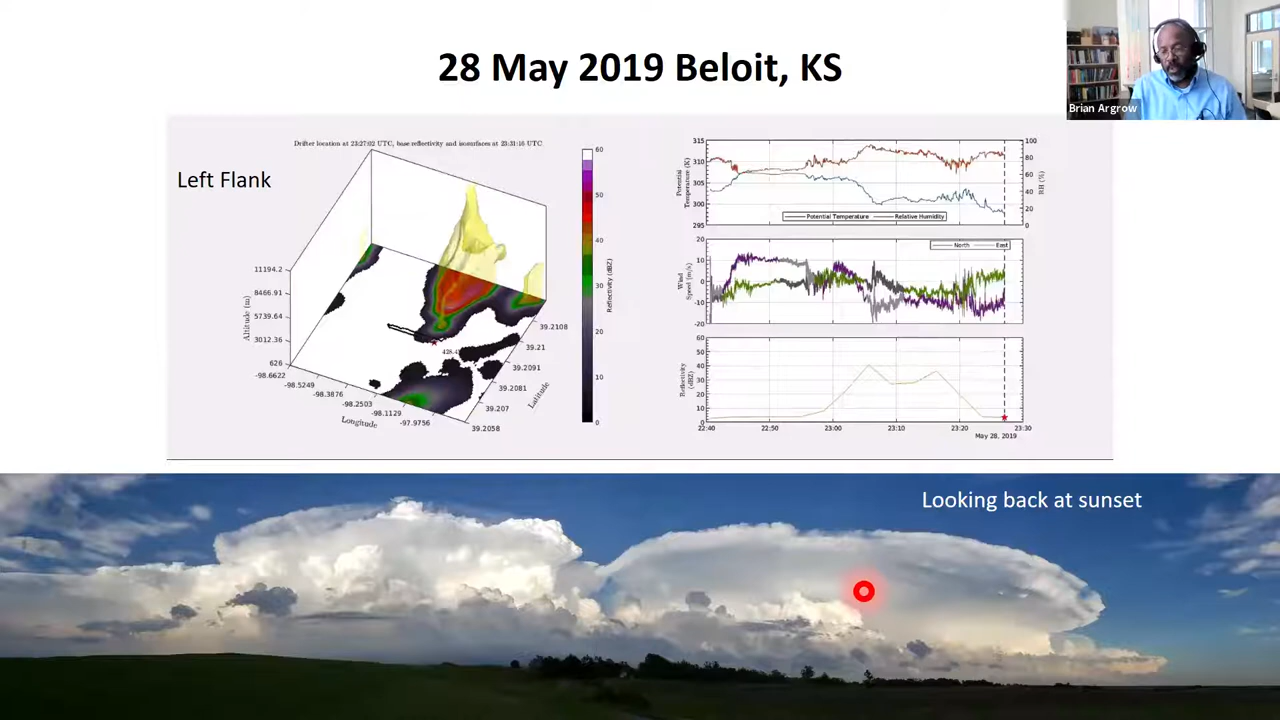 28 May 2019 Beloit, KS
Brian Argrow
Left Flank
Drifter location at 23:27:02 UTC, base reflectivity and isosurfaces at 23:31:16 UTC
11194.2
8466.91
5739.64
3012.36
626
Altitude (m)
-98.6622
-98.5249
-98.3876
-98.2503
-98.1129
-97.9756
Longitude
39.2108
39.21
39.2091
39.2081
39.207
39.2058
Latitude
60
50
40
30
20
10
0
Reflectivity (dBZ)
315
310
305
300
295
Potential
Temperature (K)
100
80
60
40
20
0
RH (%)
Potential Temperature
Relative Humidity
20
10
0
-10
-20
Wind
Speed (m/s)
North
East
60
50
40
30
20
10
0
Reflectivity
(dBZ)
22:40
22:50
23:00
23:10
23:20
23:30
May 28, 2019
Looking back at sunset